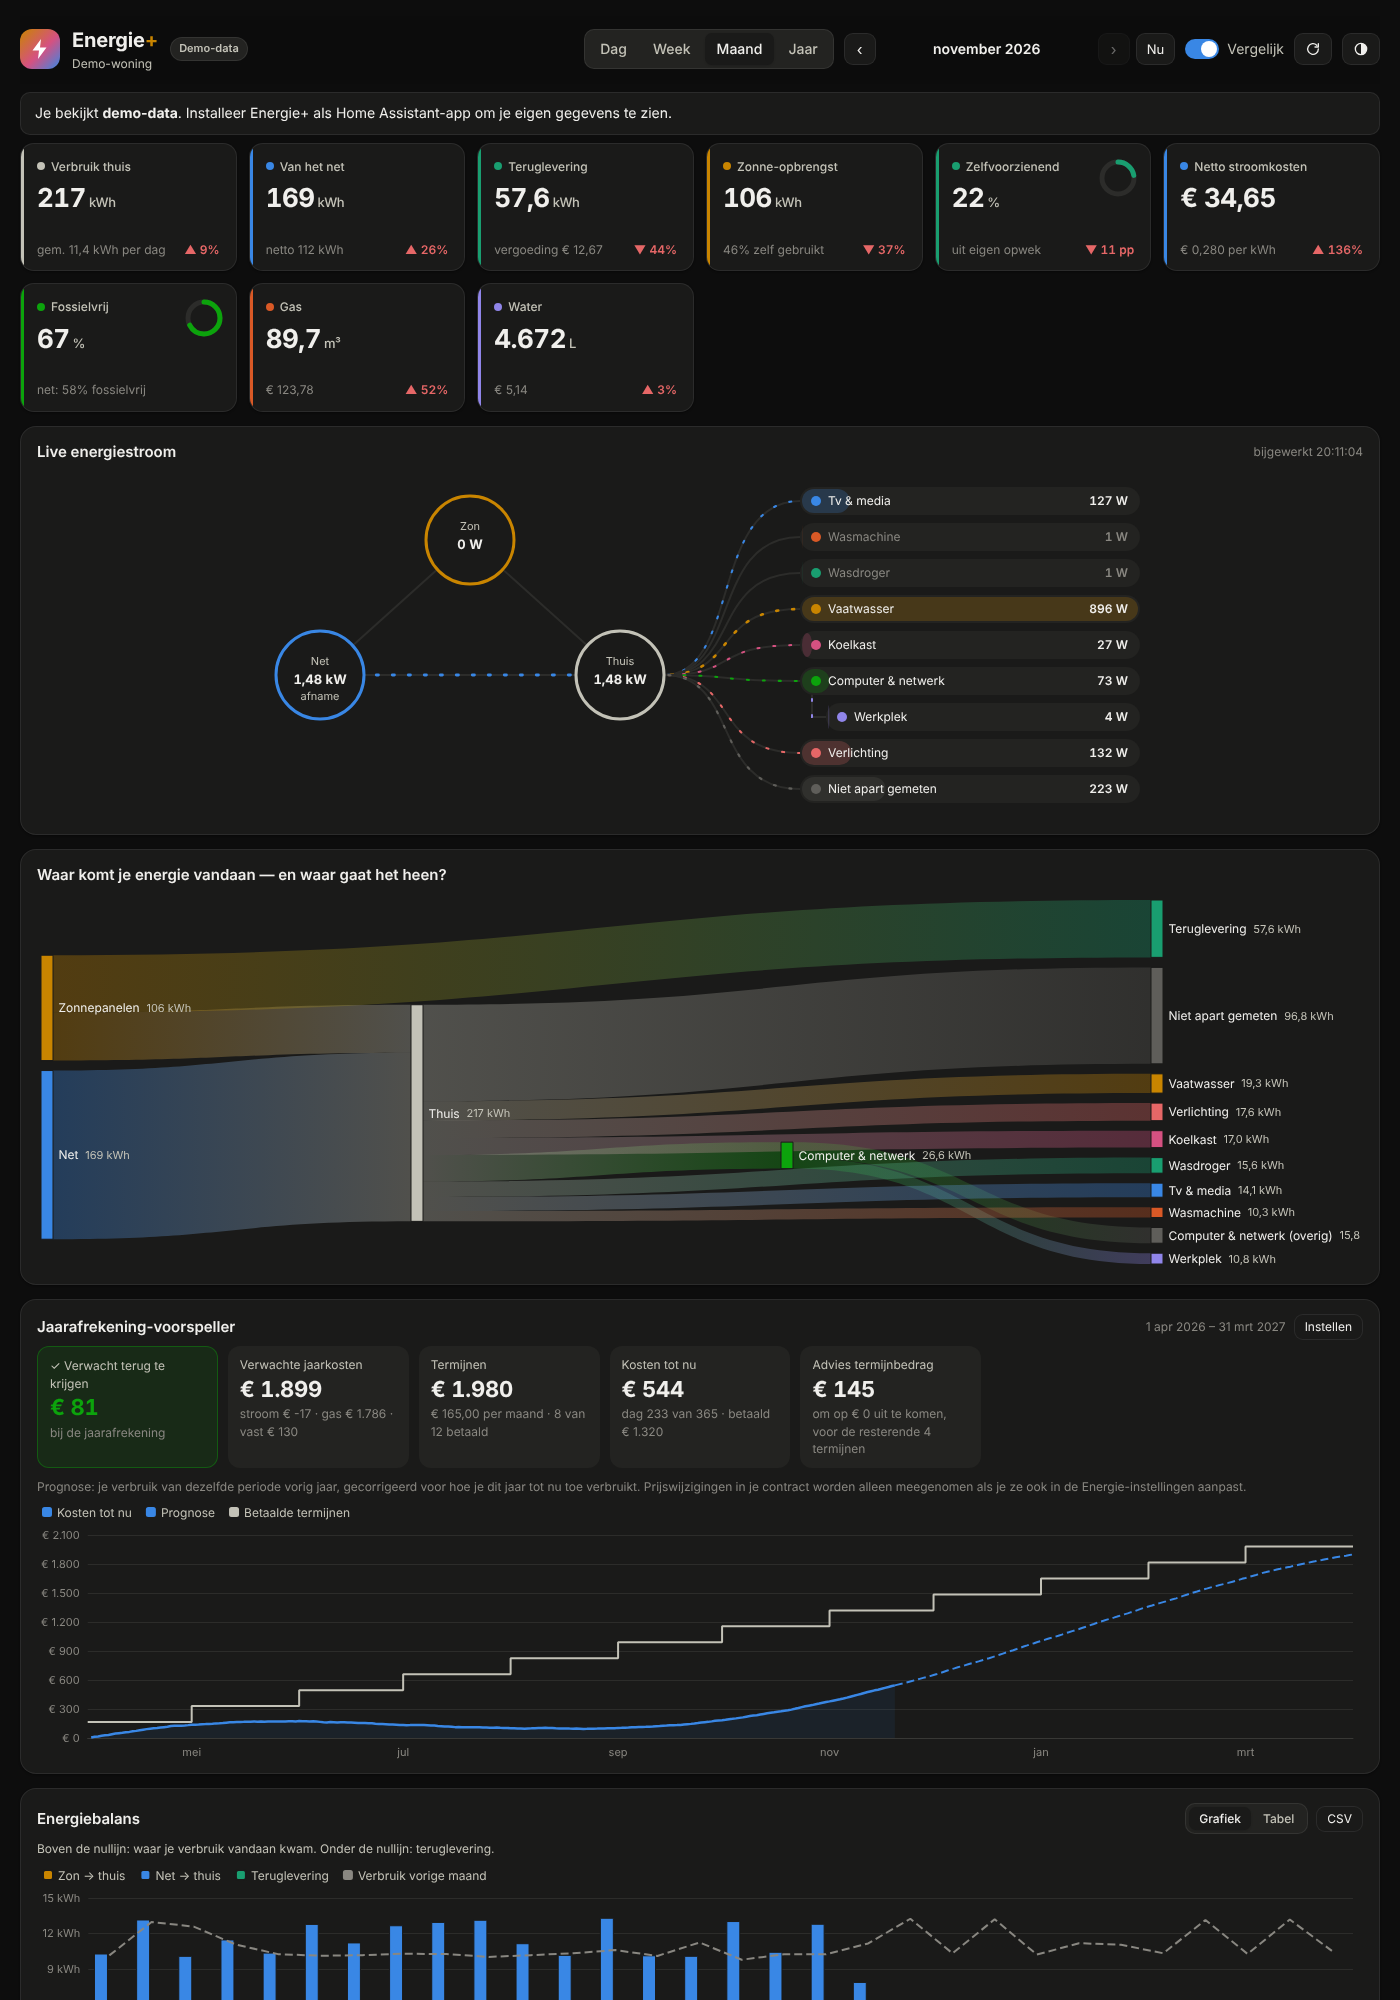 Energie+
Demo-woning
Demo-data
Dag Week Maand Jaar
‹ november 2026 ›
Nu
Vergelijk
Je bekijkt demo-data. Installeer Energie+ als Home Assistant-app om je eigen gegevens te zien.
Verbruik thuis
217 kWh
gem. 11,4 kWh per dag ▲ 9%
Van het net
169 kWh
netto 112 kWh ▲ 26%
Teruglevering
57,6 kWh
vergoeding € 12,67 ▼ 44%
Zonne-opbrengst
106 kWh
46% zelf gebruikt ▼ 37%
Zelfvoorzienend
22 %
uit eigen opwek ▼ 11 pp
Netto stroomkosten
€ 34,65
€ 0,280 per kWh ▲ 136%
Fossielvrij
67 %
net: 58% fossielvrij
Gas
89,7 m³
€ 123,78 ▲ 52%
Water
4.672 L
€ 5,14 ▲ 3%
Live energiestroom
bijgewerkt 20:11:04
Zon
0 W
Net
1,48 kW
afname
Thuis
1,48 kW
Tv & media 127 W
Wasmachine 1 W
Wasdroger 1 W
Vaatwasser 896 W
Koelkast 27 W
Computer & netwerk 73 W
Werkplek 4 W
Verlichting 132 W
Niet apart gemeten 223 W
Waar komt je energie vandaan — en waar gaat het heen?
Zonnepanelen 106 kWh
Net 169 kWh
Thuis 217 kWh
Computer & netwerk 26,6 kWh
Teruglevering 57,6 kWh
Niet apart gemeten 96,8 kWh
Vaatwasser 19,3 kWh
Verlichting 17,6 kWh
Koelkast 17,0 kWh
Wasdroger 15,6 kWh
Tv & media 14,1 kWh
Wasmachine 10,3 kWh
Computer & netwerk (overig) 15,8
Werkplek 10,8 kWh
Jaarafrekening-voorspeller
1 apr 2026 – 31 mrt 2027
Instellen
✓ Verwacht terug te
krijgen
€ 81
bij de jaarafrekening
Verwachte jaarkosten
€ 1.899
stroom € -17 · gas € 1.786 ·
vast € 130
Termijnen
€ 1.980
€ 165,00 per maand · 8 van
12 betaald
Kosten tot nu
€ 544
dag 233 van 365 · betaald
€ 1.320
Advies termijnbedrag
€ 145
om op € 0 uit te komen,
voor de resterende 4
termijnen
Prognose: je verbruik van dezelfde periode vorig jaar, gecorrigeerd voor hoe je dit jaar tot nu toe verbruikt. Prijswijzigingen in je contract worden alleen meegenomen als je ze ook in de Energie-instellingen aanpast.
Kosten tot nu Prognose Betaalde termijnen
€ 2.100
€ 1.800
€ 1.500
€ 1.200
€ 900
€ 600
€ 300
€ 0
mei jul sep nov jan mrt
Energiebalans
Grafiek Tabel
CSV
Boven de nullijn: waar je verbruik vandaan kwam. Onder de nullijn: teruglevering.
Zon → thuis Net → thuis Teruglevering Verbruik vorige maand
15 kWh
12 kWh
9 kWh